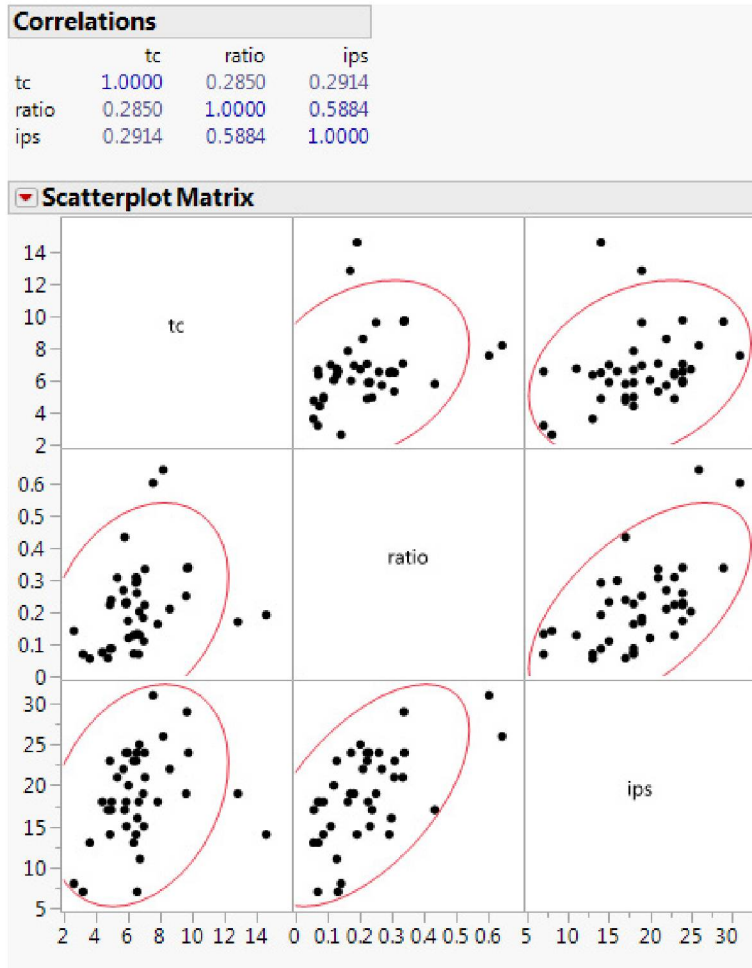 Correlations
tc ratio ips
tc 1.0000 0.2850 0.2914
ratio 0.2850 1.0000 0.5884
ips 0.2914 0.5884 1.0000
Scatterplot Matrix
14
12
10
8
6
4
2
tc
0.6
0.5
0.4
0.3
0.2
0.1
0
ratio
30
25
20
15
10
5
ips
2 4 6 8 10 12 14 0 0.1 0.2 0.3 0.4 0.5 0.6 5 10 15 20 25 30